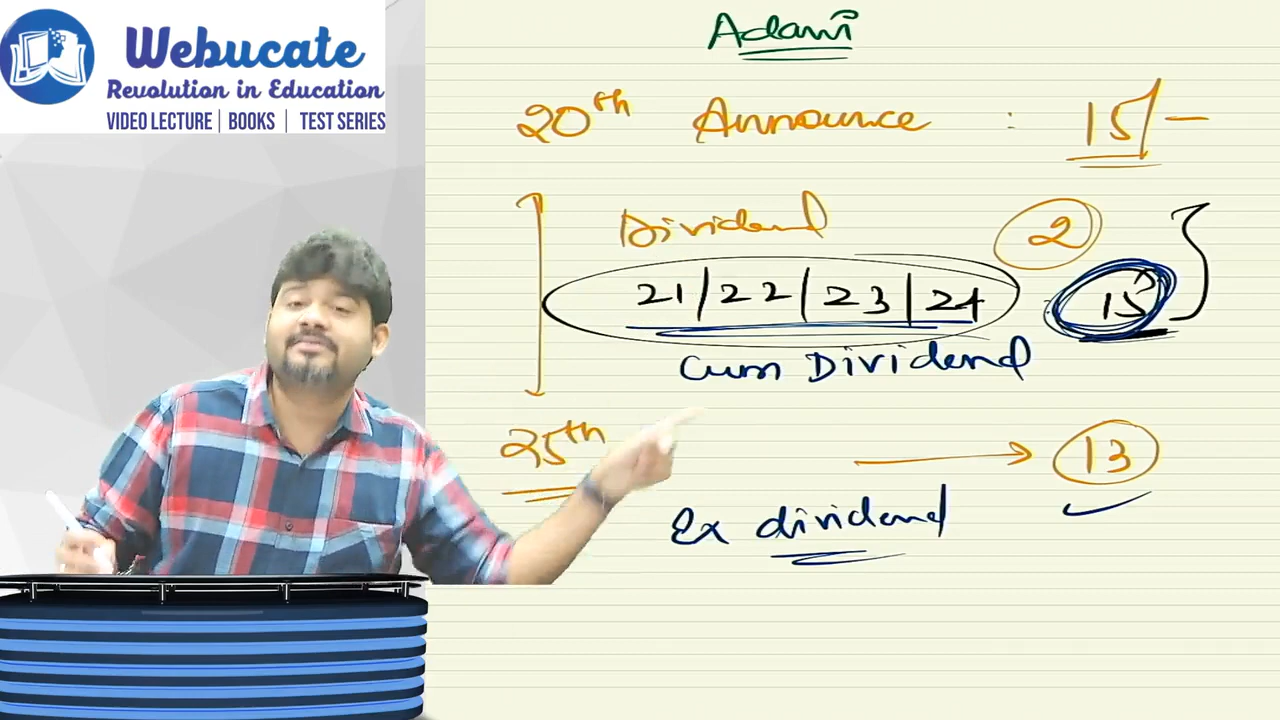 Webucate
Revolution in Education
VIDEO LECTURE | BOOKS | TEST SERIES
Adani
20th Announce : 15/-
Dividend 2
21 | 22 | 23 | 24 15
Cum Dividend
25th → 13
Ex dividend